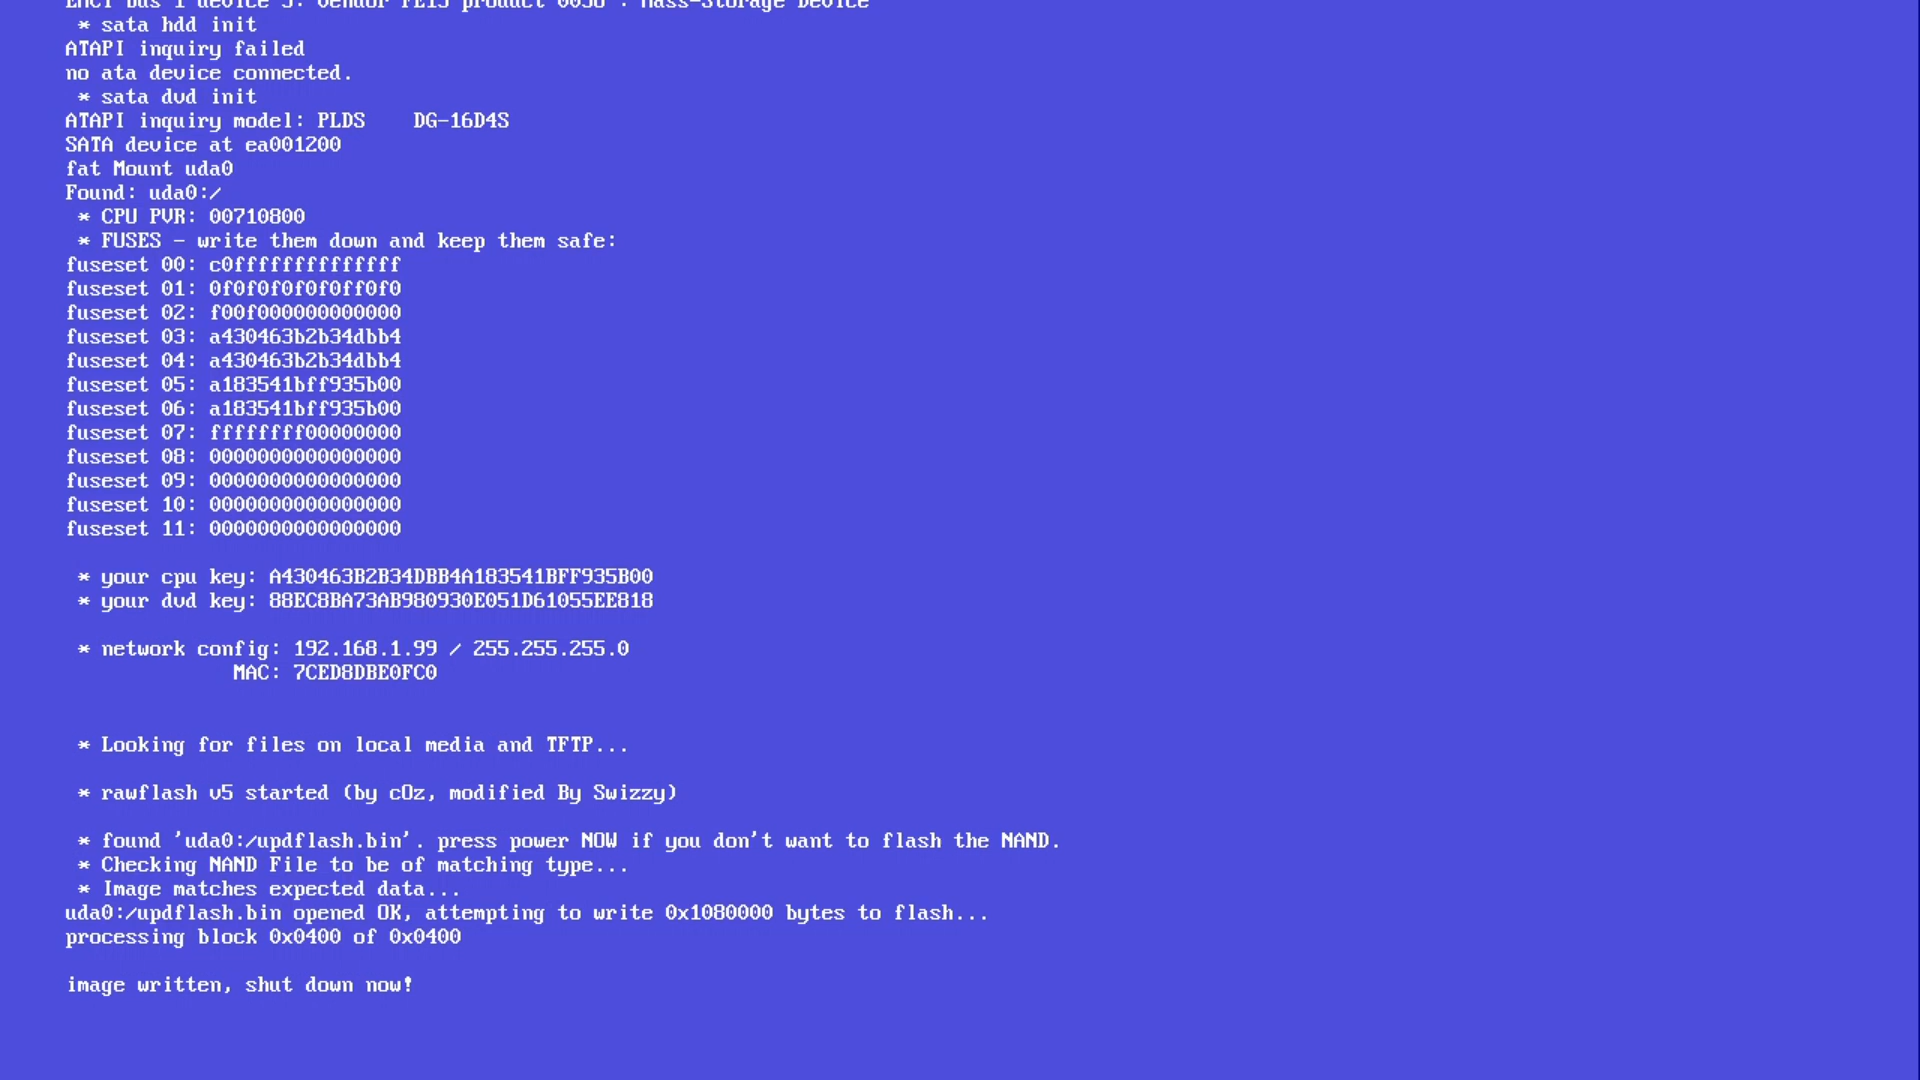 * sata hdd init
ATAPI inquiry failed
no ata device connected.
* sata dvd init
ATAPI inquiry model: PLDS    DG-16D4S
SATA device at ea001200
fat Mount uda0
Found: uda0:/
* CPU PVR: 00710800
* FUSES - write them down and keep them safe:
fuseset 00: c0ffffffffffffff
fuseset 01: 0f0f0f0f0f0ff0f0
fuseset 02: f00f000000000000
fuseset 03: a430463b2b34dbb4
fuseset 04: a430463b2b34dbb4
fuseset 05: a183541bff935b00
fuseset 06: a183541bff935b00
fuseset 07: ffffffff00000000
fuseset 08: 0000000000000000
fuseset 09: 0000000000000000
fuseset 10: 0000000000000000
fuseset 11: 0000000000000000
* your cpu key: A430463B2B34DBB4A183541BFF935B00
* your dvd key: 88EC8BA73AB980930E051D61055EE818
* network config: 192.168.1.99 / 255.255.255.0
MAC: 7CED8DBE0FC0
* Looking for files on local media and TFTP...
* rawflash v5 started (by cOz, modified By Swizzy)
* found 'uda0:/updflash.bin'. press power NOW if you don't want to flash the NAND.
* Checking NAND File to be of matching type...
* Image matches expected data...
uda0:/updflash.bin opened OK, attempting to write 0x1080000 bytes to flash...
processing block 0x0400 of 0x0400
image written, shut down now!